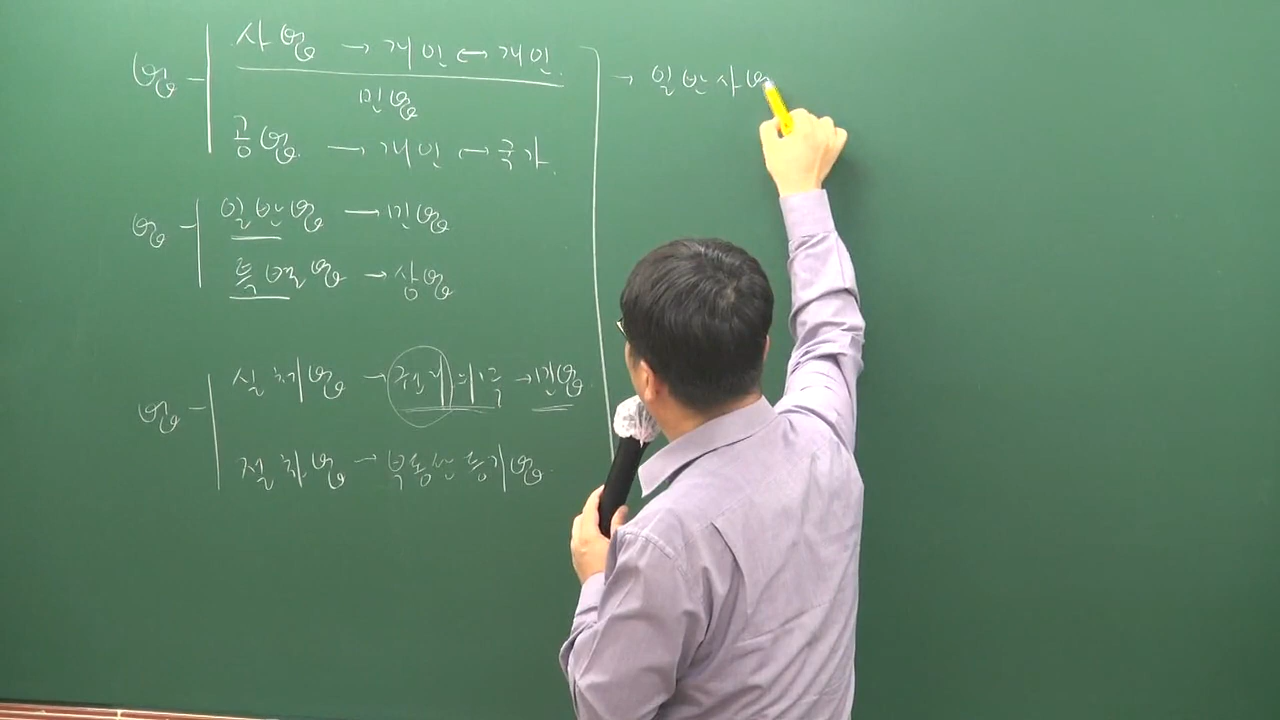 법 사법 → 개인 ↔ 개인
민법
공법 → 개인 ↔ 국가
법 일반법 → 민법
특별법 → 상법
법 실체법 → 권리의무 → 민법
절차법 → 부동산등기법
→ 일반사법